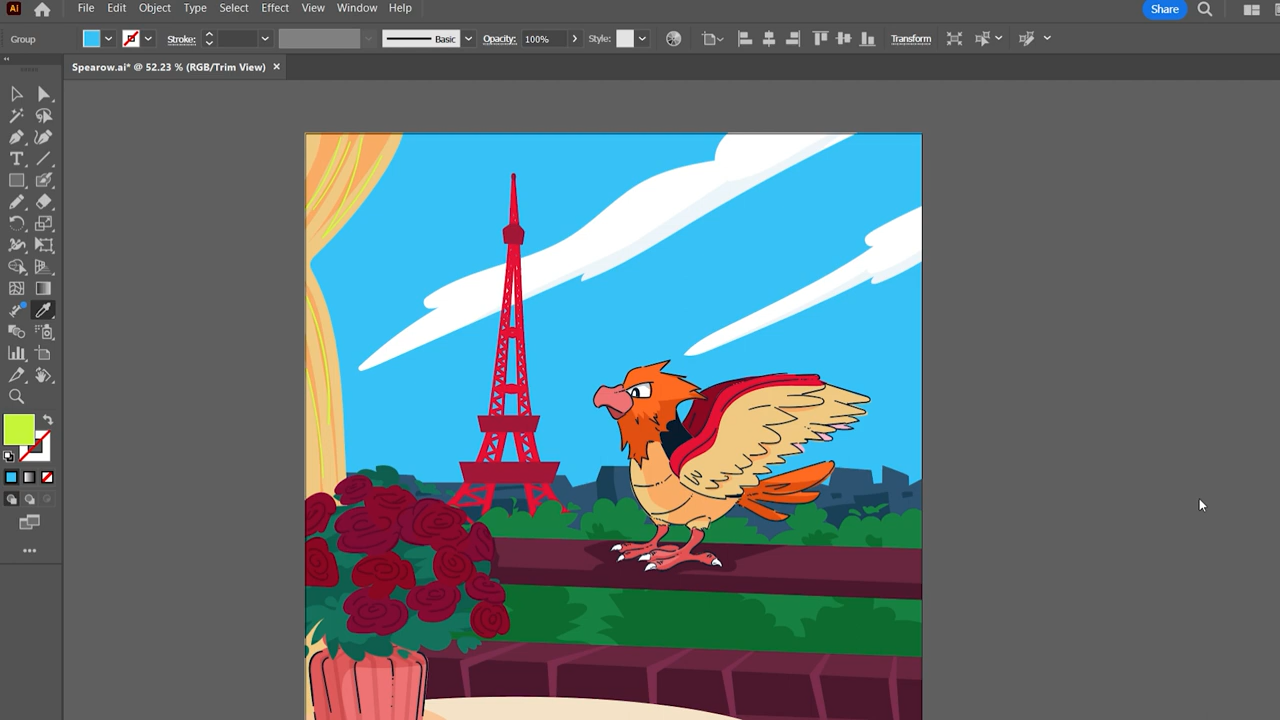 Ai File Edit Object Type Select Effect View Window Help Share
Group Stroke: Basic Opacity: 100% Style: Transform
Spearow.ai* @ 52.23 % (RGB/Trim View) ×